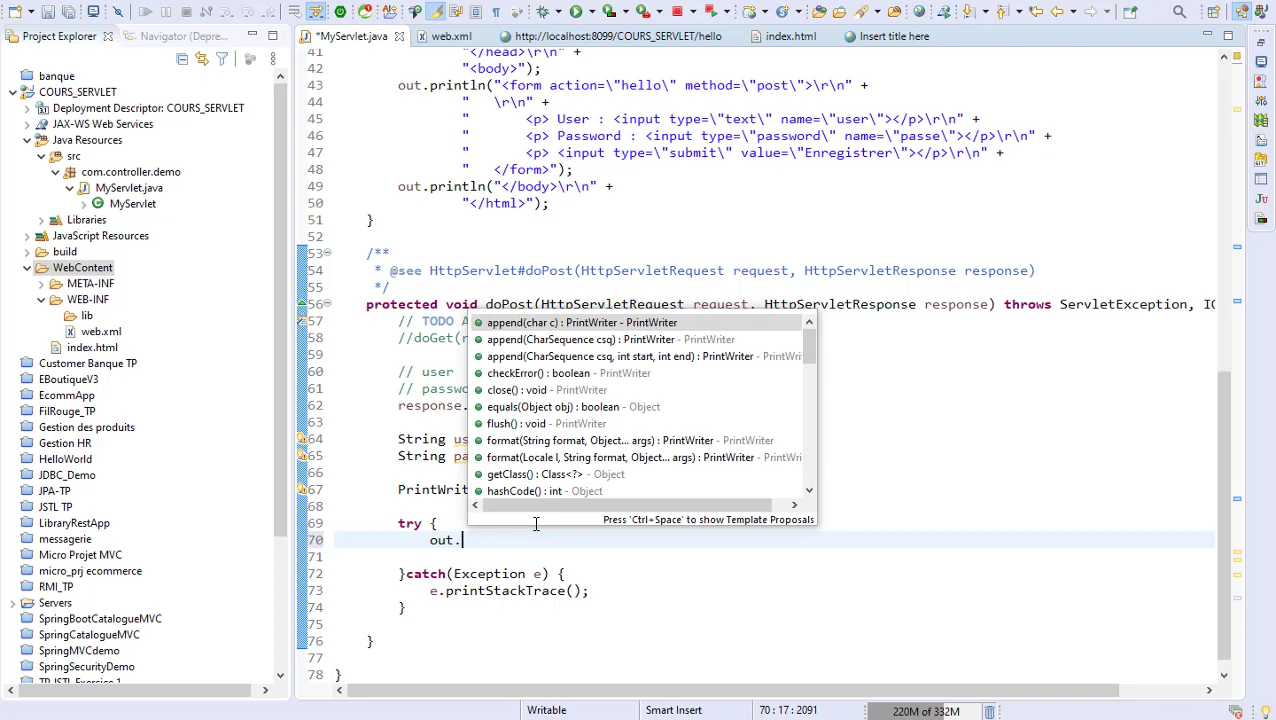 Project Explorer
Navigator (Depre...
*MyServlet.java
web.xml
http://localhost:8099/COURS_SERVLET/hello
index.html
Insert title here
banque
COURS_SERVLET
Deployment Descriptor: COURS_SERVLET
JAX-WS Web Services
Java Resources
src
com.controller.demo
MyServlet.java
MyServlet
Libraries
JavaScript Resources
build
WebContent
META-INF
WEB-INF
lib
web.xml
index.html
Customer Banque TP
EBoutiqueV3
EcommApp
FilRouge_TP
Gestion des produits
Gestion HR
HelloWorld
JDBC_Demo
JPA-TP
JSTL TP
LibraryRestApp
messagerie
Micro Projet MVC
micro_prj ecommerce
RMI_TP
Servers
SpringBootCatalogueMVC
SpringCatalogueMVC
SpringMVCDemo
SpringSecurityDemo
TP JSTL Exercice 1
41 "</head>\r\n" +
42 "<body>");
43 out.println("<form action=\"hello\" method=\"post\">\r\n" +
44 " \r\n" +
45 " <p> User : <input type=\"text\" name=\"user\"></p>\r\n" +
46 " <p> Password : <input type=\"password\" name=\"passe\"></p>\r\n" +
47 " <p> <input type=\"submit\" value=\"Enregistrer\"></p>\r\n" +
48 " </form>");
49 out.println("</body>\r\n" +
50 "</html>");
51 }
52
53 /**
54 * @see HttpServlet#doPost(HttpServletRequest request, HttpServletResponse response)
55 */
56 protected void doPost(HttpServletRequest request, HttpServletResponse response) throws ServletException, IO
57 // TODO A
58 //doGet(r
59
60 // user
61 // passwo
62 response.
63
64 String us
65 String pa
66
67 PrintWrit
68
69 try {
70 out.
71
72 }catch(Exception e) {
73 e.printStackTrace();
74 }
75
76 }
77
78 }
append(char c) : PrintWriter - PrintWriter
append(CharSequence csq) : PrintWriter - PrintWriter
append(CharSequence csq, int start, int end) : PrintWriter - PrintWri
checkError() : boolean - PrintWriter
close() : void - PrintWriter
equals(Object obj) : boolean - Object
flush() : void - PrintWriter
format(String format, Object... args) : PrintWriter - PrintWriter
format(Locale l, String format, Object... args) : PrintWriter - PrintWri
getClass() : Class<?> - Object
hashCode() : int - Object
Press 'Ctrl+Space' to show Template Proposals
Writable
Smart Insert
70 : 17 : 2091
220M of 332M